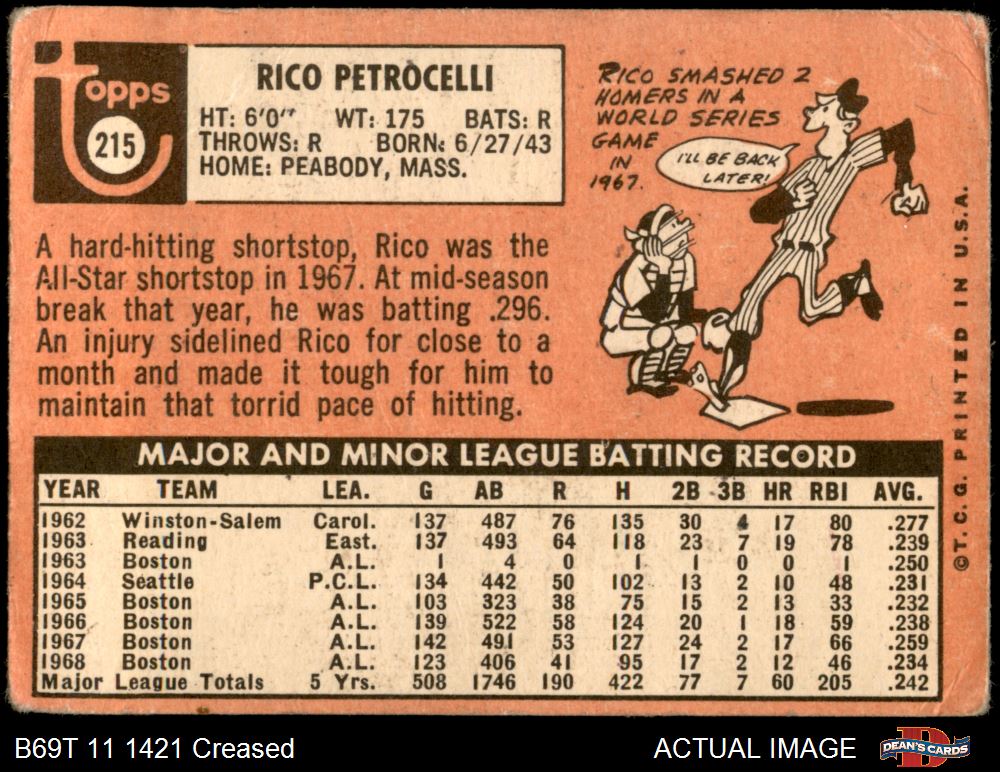 Topps
215
RICO PETROCELLI
HT: 6'0" WT: 175 BATS: R
THROWS: R BORN: 6/27/43
HOME: PEABODY, MASS.
RICO SMASHED 2
HOMERS IN A
WORLD SERIES
GAME
IN
1967.
I'LL BE BACK
LATER!
A hard-hitting shortstop, Rico was the
All-Star shortstop in 1967. At mid-season
break that year, he was batting .296.
An injury sidelined Rico for close to a
month and made it tough for him to
maintain that torrid pace of hitting.
MAJOR AND MINOR LEAGUE BATTING RECORD
YEAR TEAM LEA. G AB R H 2B 3B HR RBI AVG.
1962 Winston-Salem Carol. 137 487 76 135 30 4 17 80 .277
1963 Reading East. 137 493 64 118 23 7 19 78 .239
1963 Boston A.L. 1 4 0 1 1 0 0 1 .250
1964 Seattle P.C.L. 134 442 50 102 13 2 10 48 .231
1965 Boston A.L. 103 323 38 75 15 2 13 33 .232
1966 Boston A.L. 139 522 58 124 20 1 18 59 .238
1967 Boston A.L. 142 491 53 127 24 2 17 66 .259
1968 Boston A.L. 123 406 41 95 17 2 12 46 .234
Major League Totals 5 Yrs. 508 1746 190 422 77 7 60 205 .242
©T.C.G. PRINTED IN U.S.A.
B69T 11 1421 Creased
ACTUAL IMAGE
DEAN'S CARDS